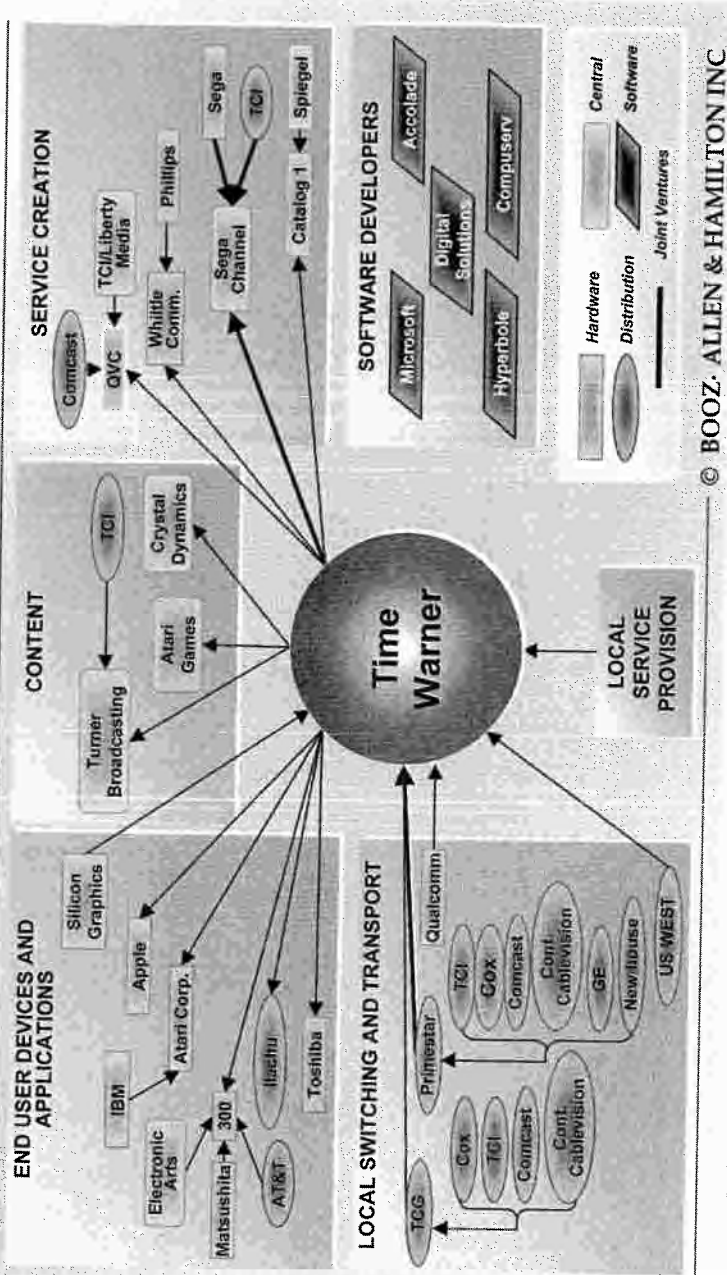 END USER DEVICES AND
APPLICATIONS
Silicon
Graphics
Apple
IBM
Atari Corp.
Electronic
Arts
Matsushita
300
AT&T
Itachu
Toshiba
CONTENT
Turner
Broadcasting
TCI
Atari
Games
Crystal
Dynamics
SERVICE CREATION
Comcast
QVC
TCI/Liberty
Media
Whittle
Comm.
Phillips
Sega
Channel
Sega
TCI
Catalog 1
Spiegel
Time
Warner
LOCAL SWITCHING AND TRANSPORT
TCG
Cox
TCI
Comcast
Cont.
Cablevision
Primestar
Qualcomm
TCI
Cox
Comcast
Cont.
Cablevision
GE
Newhouse
US WEST
LOCAL
SERVICE
PROVISION
SOFTWARE DEVELOPERS
Microsoft
Accolade
Digital
Solutions
Hyparbole
Compuserv
Hardware
Central
Distribution
Software
Joint Ventures
© BOOZ· ALLEN & HAMILTON INC